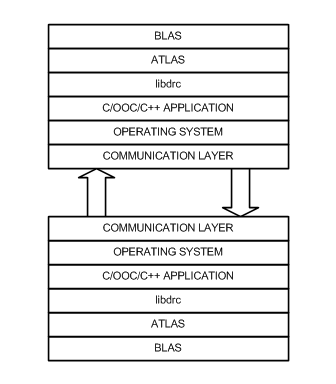 BLAS
ATLAS
libdrc
C/OOC/C++ APPLICATION
OPERATING SYSTEM
COMMUNICATION LAYER
COMMUNICATION LAYER
OPERATING SYSTEM
C/OOC/C++ APPLICATION
libdrc
ATLAS
BLAS